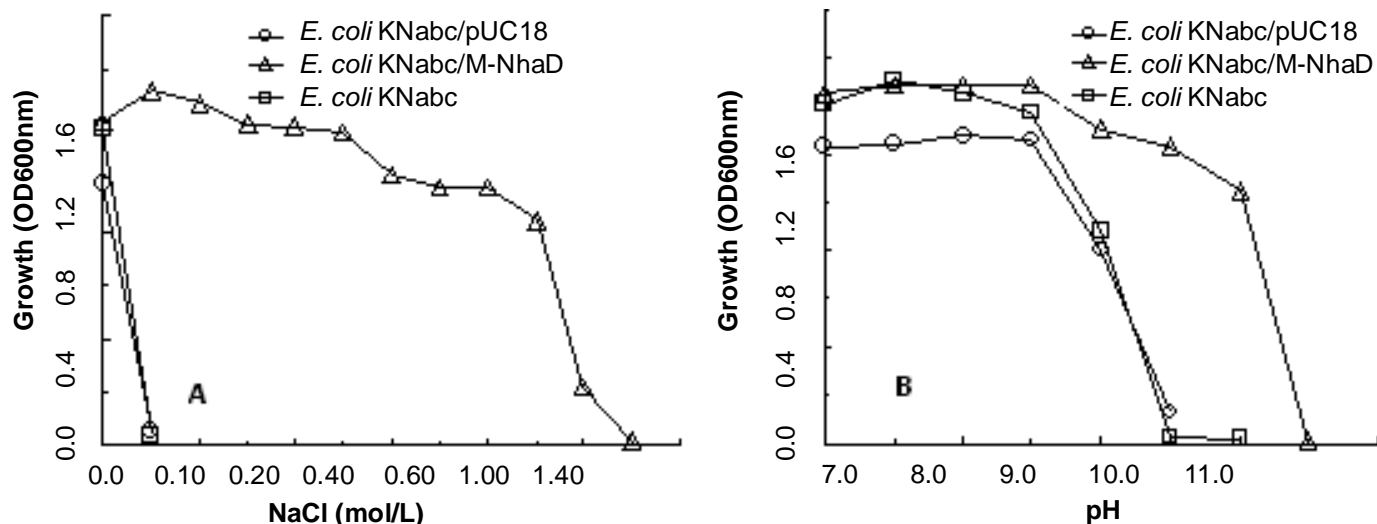 E. coli KNabc/pUC18
E. coli KNabc/M-NhaD
E. coli KNabc
Growth (OD600nm)
1.6
1.2
0.8
0.4
0.0
A
0.0 0.10 0.20 0.40 0.60 1.00 1.40
NaCl (mol/L)
E. coli KNabc/pUC18
E. coli KNabc/M-NhaD
E. coli KNabc
Growth (OD600nm)
1.6
1.2
0.8
0.4
0.0
B
7.0 8.0 9.0 10.0 11.0
pH